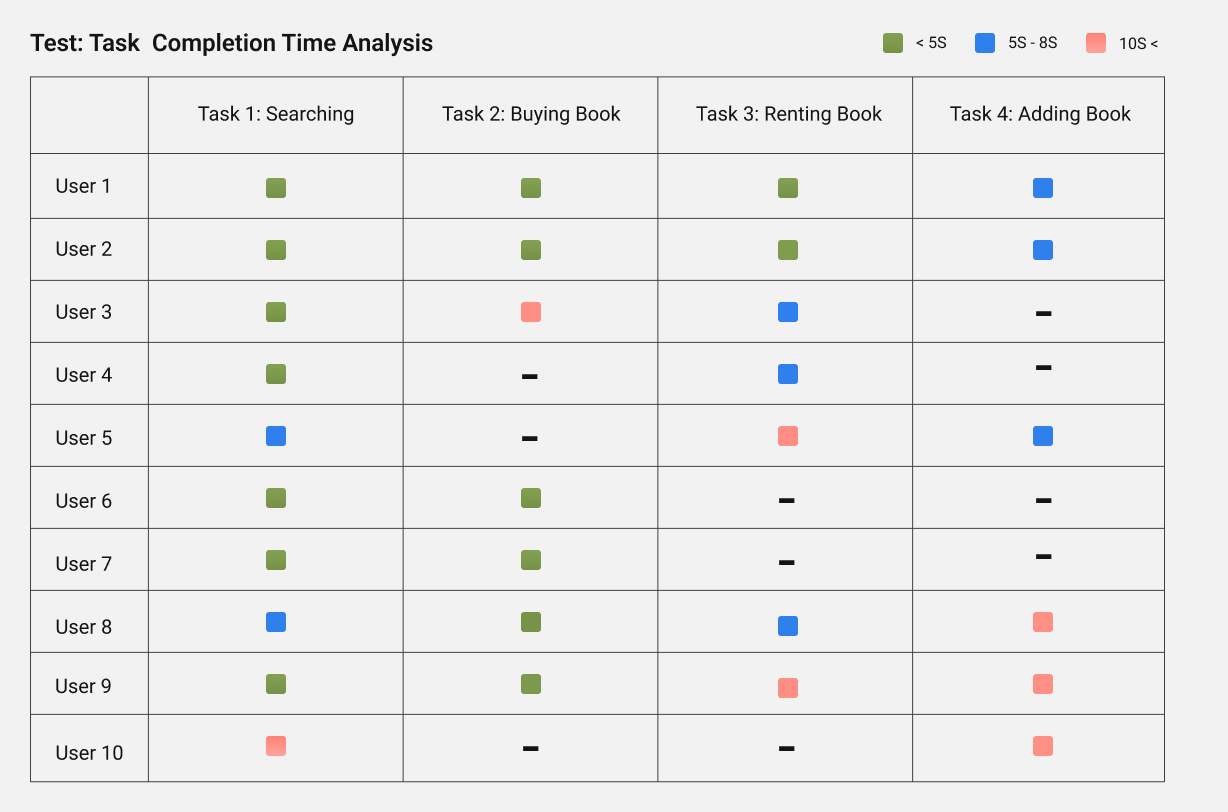 Test: Task  Completion Time Analysis
< 5S 5S - 8S 10S <
Task 1: Searching Task 2: Buying Book Task 3: Renting Book Task 4: Adding Book
User 1
User 2
User 3 -
User 4 - -
User 5 -
User 6 - -
User 7 - -
User 8
User 9
User 10 - -